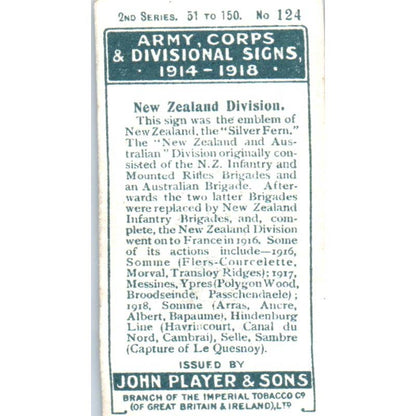 2ND SERIES. 51 TO 150. No 124
ARMY, CORPS
& DIVISIONAL SIGNS,
1914-1918
New Zealand Division.
This sign was the emblem of
New Zealand, the "Silver Fern."
The "New Zealand and Aus-
tralian" Division originally con-
sisted of the N.Z. Infantry and
Mounted Rifles Brigades and
an Australian Brigade. After-
wards the two latter Brigades
were replaced by New Zealand
Infantry Brigades, and, com-
plete, the New Zealand Division
went on to France in 1916. Some
of its actions include—1916,
Somme (Flers-Courcelette,
Morval, Transloy Ridges); 1917,
Messines, Ypres (Polygon Wood,
Broodseinde, Passchendaele);
1918, Somme (Arras, Ancre,
Albert, Bapaume), Hindenburg
Line (Havrincourt, Canal du
Nord, Cambrai), Selle, Sambre
(Capture of Le Quesnoy).
ISSUED BY
JOHN PLAYER & SONS
BRANCH OF THE IMPERIAL TOBACCO Co
(OF GREAT BRITAIN & IRELAND), LTD